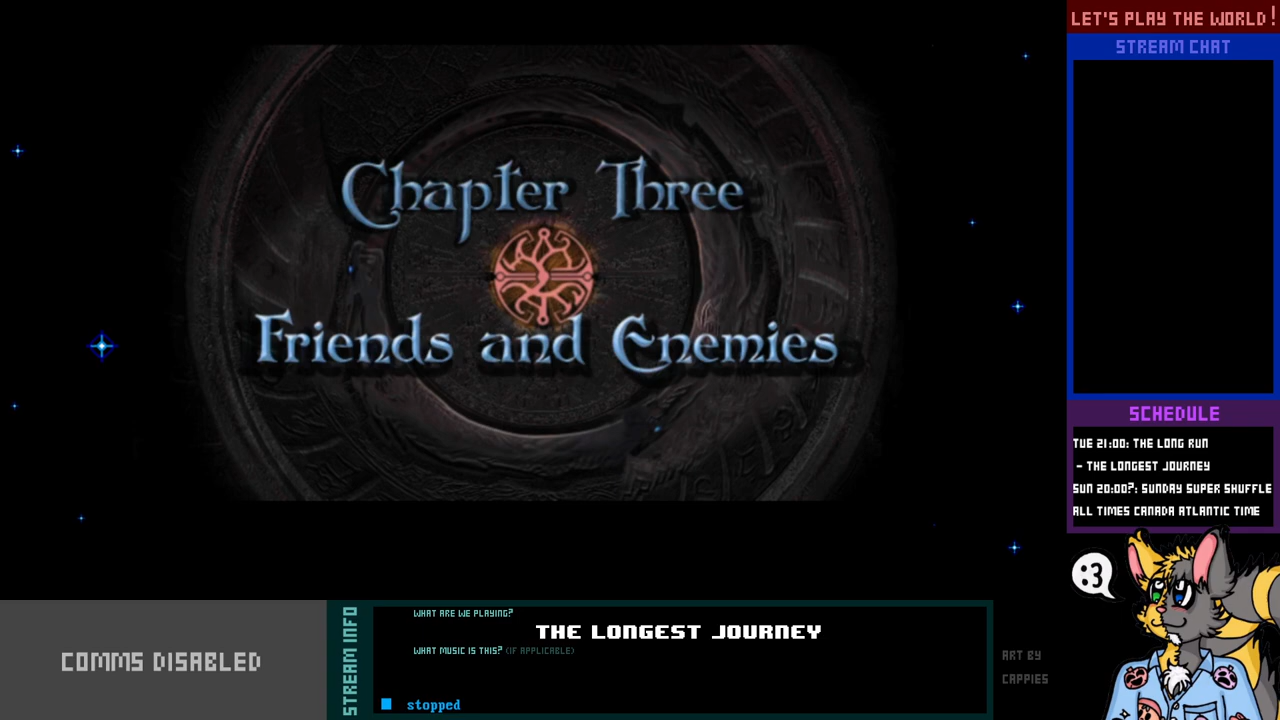 Chapter Three
Friends and Enemies
LET'S PLAY THE WORLD!
STREAM CHAT
SCHEDULE
TUE 21:00: THE LONG RUN
- THE LONGEST JOURNEY
SUN 20:00?: SUNDAY SUPER SHUFFLE
ALL TIMES CANADA ATLANTIC TIME
:3
COMMS DISABLED
STREAM INFO
WHAT ARE WE PLAYING?
THE LONGEST JOURNEY
WHAT MUSIC IS THIS? (IF APPLICABLE)
stopped
ART BY
CAPPIES